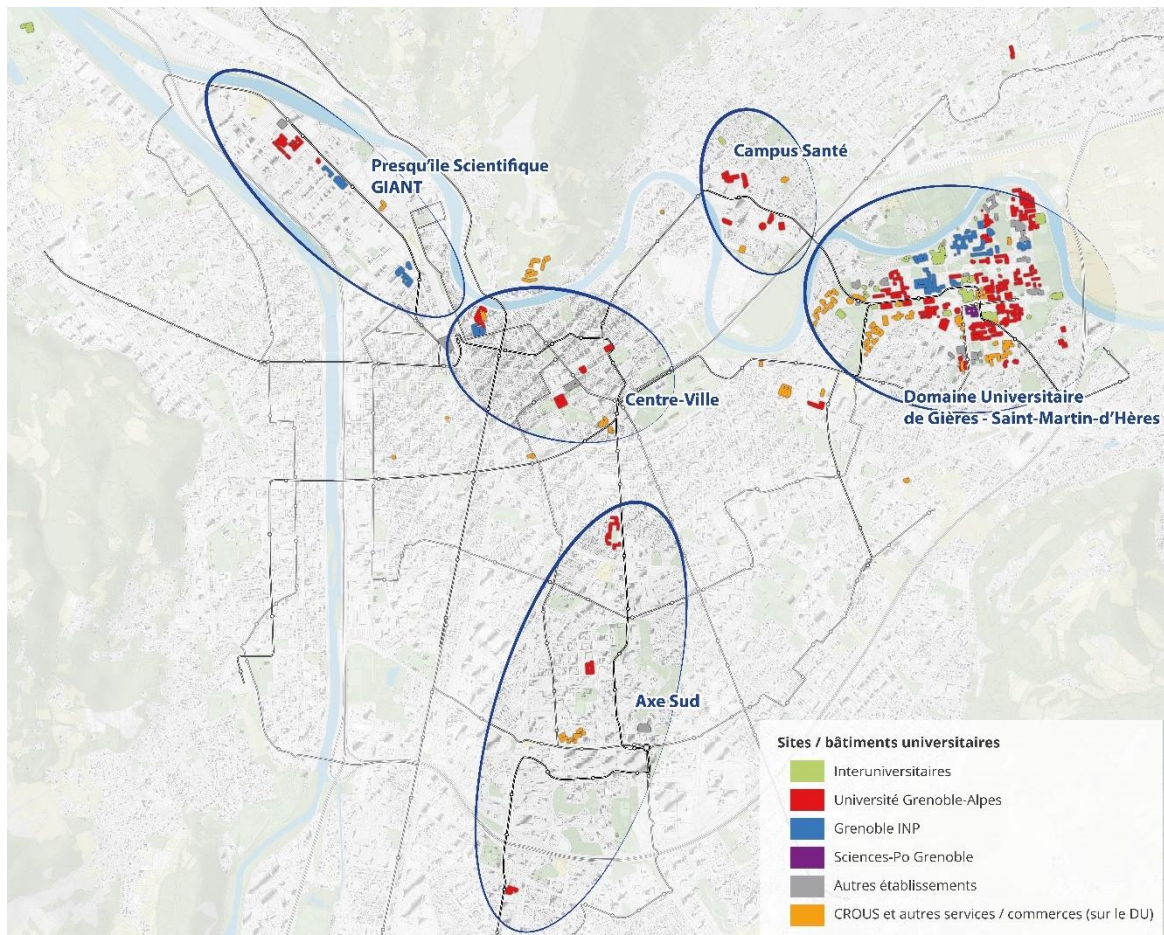 Presqu'ile Scientifique
GIANT
Campus Santé
Centre-Ville
Domaine Universitaire
de Gières - Saint-Martin-d'Hères
Axe Sud
Sites / bâtiments universitaires
Interuniversitaires
Université Grenoble-Alpes
Grenoble INP
Sciences-Po Grenoble
Autres établissements
CROUS et autres services / commerces (sur le DU)